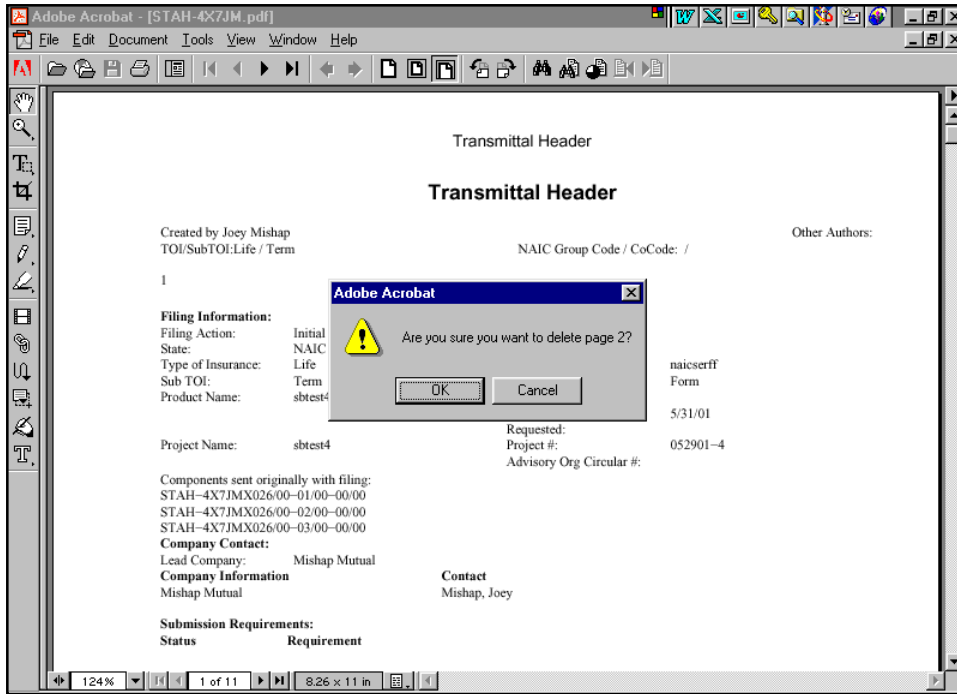 Adobe Acrobat - [STAH-4X7JM.pdf]
File Edit Document Tools View Window Help
Transmittal Header
Transmittal Header
Created by Joey Mishap Other Authors:
TOI/SubTOI:Life / Term NAIC Group Code / CoCode: /
1
Adobe Acrobat
Are you sure you want to delete page 2?
OK Cancel
Filing Information:
Filing Action: Initial
State: NAIC
Type of Insurance: Life naicserff
Sub TOI: Term Form
Product Name: sbtest4
5/31/01
Requested:
Project Name: sbtest4 Project #: 052901-4
Advisory Org Circular #:
Components sent originally with filing:
STAH-4X7JMX026/00-01/00-00/00
STAH-4X7JMX026/00-02/00-00/00
STAH-4X7JMX026/00-03/00-00/00
Company Contact:
Lead Company: Mishap Mutual
Company Information Contact
Mishap Mutual Mishap, Joey
Submission Requirements:
Status Requirement
124% 1 of 11 8.26 x 11 in